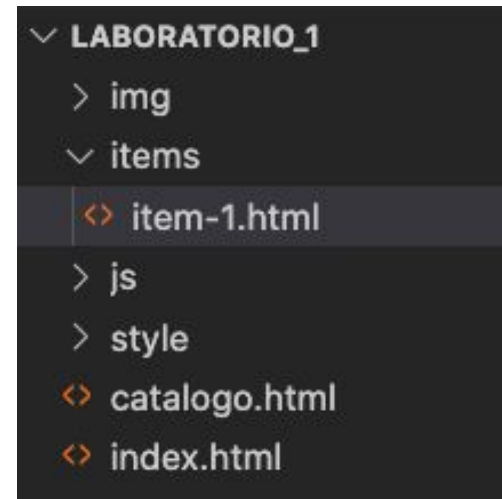 LABORATORIO_1
img
items
item-1.html
js
style
catalogo.html
index.html